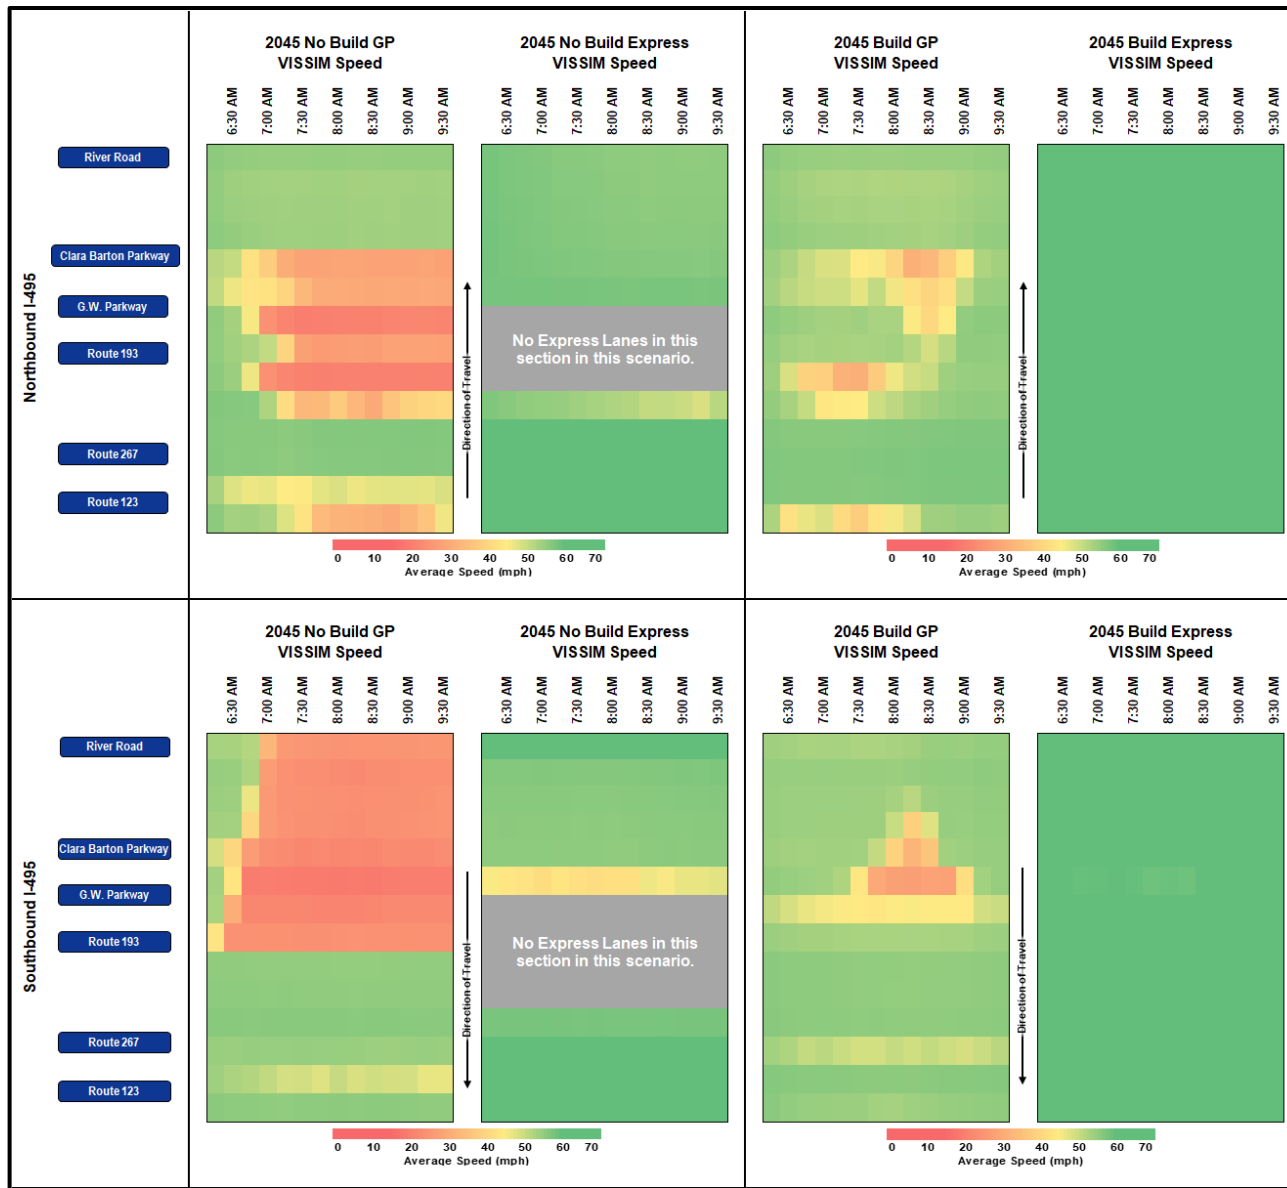 2045 No Build GP
VISSIM Speed
2045 No Build Express
VISSIM Speed
2045 Build GP
VISSIM Speed
2045 Build Express
VISSIM Speed
6:30 AM
7:00 AM
7:30 AM
8:00 AM
8:30 AM
9:00 AM
9:30 AM
6:30 AM
7:00 AM
7:30 AM
8:00 AM
8:30 AM
9:00 AM
9:30 AM
6:30 AM
7:00 AM
7:30 AM
8:00 AM
8:30 AM
9:00 AM
9:30 AM
6:30 AM
7:00 AM
7:30 AM
8:00 AM
8:30 AM
9:00 AM
9:30 AM
Northbound I-495
River Road
Clara Barton Parkway
G.W. Parkway
Route 193
Route 267
Route 123
Direction of Travel
No Express Lanes in this
section in this scenario.
Direction of Travel
0 10 20 30 40 50 60 70
Average Speed (mph)
0 10 20 30 40 50 60 70
Average Speed (mph)
2045 No Build GP
VISSIM Speed
2045 No Build Express
VISSIM Speed
2045 Build GP
VISSIM Speed
2045 Build Express
VISSIM Speed
6:30 AM
7:00 AM
7:30 AM
8:00 AM
8:30 AM
9:00 AM
9:30 AM
6:30 AM
7:00 AM
7:30 AM
8:00 AM
8:30 AM
9:00 AM
9:30 AM
6:30 AM
7:00 AM
7:30 AM
8:00 AM
8:30 AM
9:00 AM
9:30 AM
6:30 AM
7:00 AM
7:30 AM
8:00 AM
8:30 AM
9:00 AM
9:30 AM
Southbound I-495
River Road
Clara Barton Parkway
G.W. Parkway
Route 193
Route 267
Route 123
Direction of Travel
No Express Lanes in this
section in this scenario.
Direction of Travel
0 10 20 30 40 50 60 70
Average Speed (mph)
0 10 20 30 40 50 60 70
Average Speed (mph)